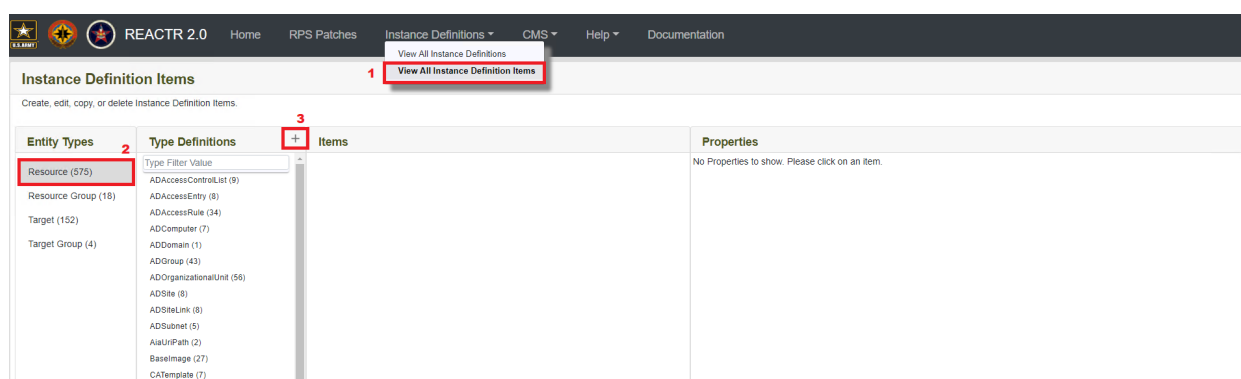 U.S. ARMY
REACTR 2.0 Home RPS Patches Instance Definitions CMS Help Documentation
View All Instance Definitions
1 View All Instance Definition Items
Instance Definition Items
Create, edit, copy, or delete Instance Definition Items.
3
Entity Types 2 Type Definitions + Items Properties
Type Filter Value No Properties to show. Please click on an item.
Resource (575)
ADAccessControlList (9)
Resource Group (18) ADAccessEntry (8)
ADAccessRule (34)
Target (152)
ADComputer (7)
Target Group (4) ADDomain (1)
ADGroup (43)
ADOrganizationalUnit (56)
ADSite (8)
ADSiteLink (8)
ADSubnet (5)
AiaUriPath (2)
BaseImage (27)
CATemplate (7)